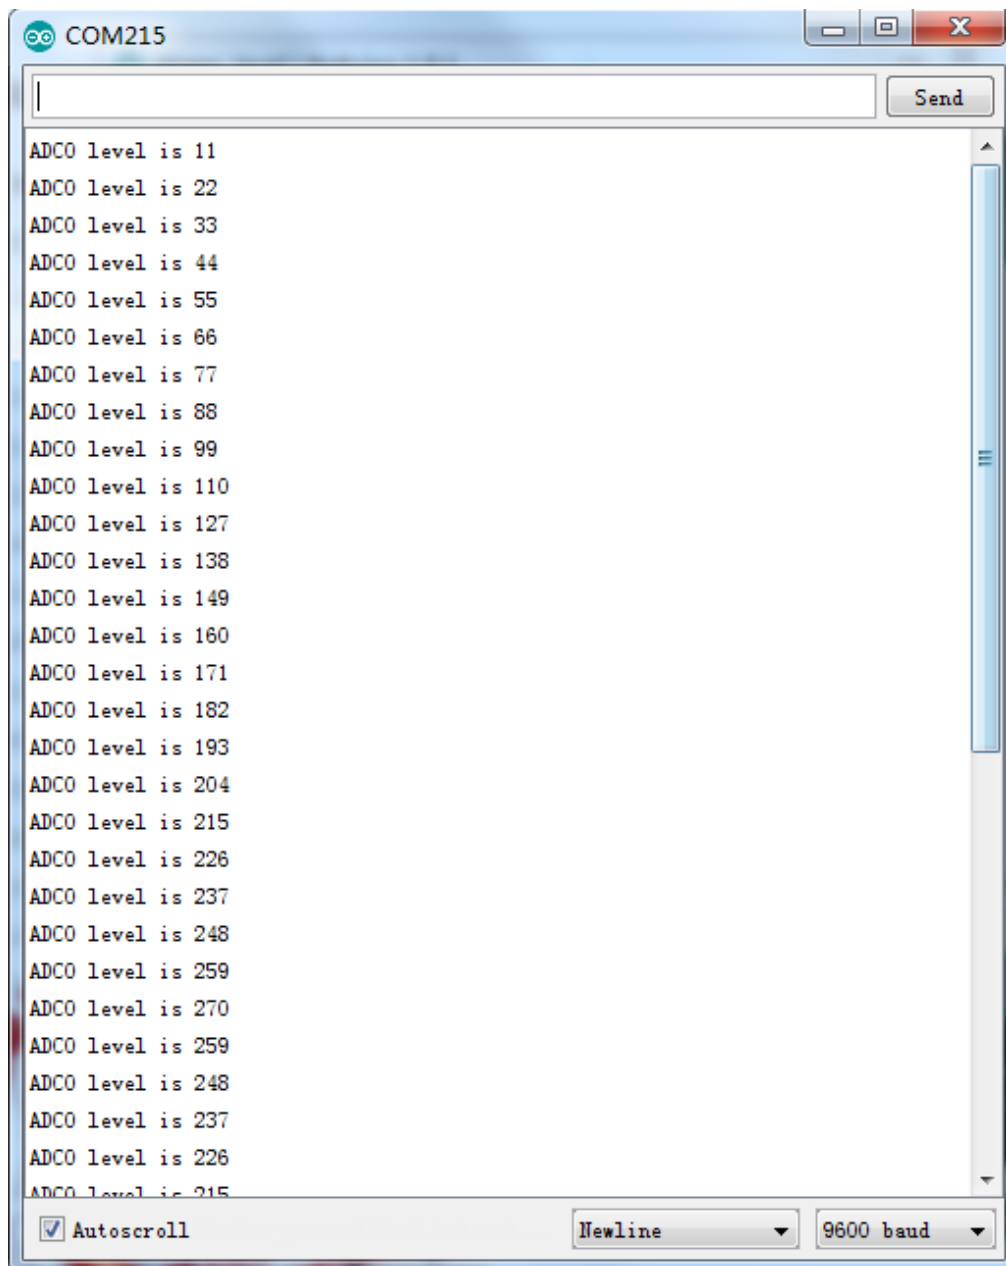 COM215
Send
ADC0 level is 11
ADC0 level is 22
ADC0 level is 33
ADC0 level is 44
ADC0 level is 55
ADC0 level is 66
ADC0 level is 77
ADC0 level is 88
ADC0 level is 99
ADC0 level is 110
ADC0 level is 127
ADC0 level is 138
ADC0 level is 149
ADC0 level is 160
ADC0 level is 171
ADC0 level is 182
ADC0 level is 193
ADC0 level is 204
ADC0 level is 215
ADC0 level is 226
ADC0 level is 237
ADC0 level is 248
ADC0 level is 259
ADC0 level is 270
ADC0 level is 259
ADC0 level is 248
ADC0 level is 237
ADC0 level is 226
ADC0 level is 215
Autoscroll
Newline
9600 baud